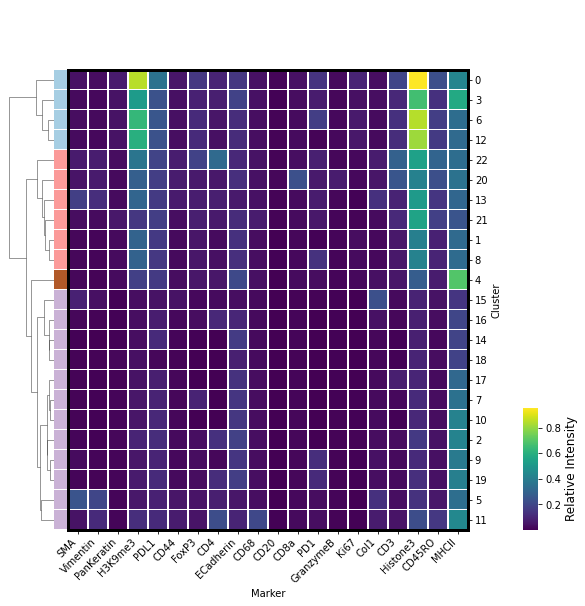 0
3
6
12
22
20
13
21
1
8
4
15
16
14
18
17
7
10
2
9
19
5
11
Cluster
SMA
Vimentin
PanKeratin
H3K9me3
PDL1
CD44
FoxP3
CD4
ECadherin
CD68
CD20
CD8a
PD1
GranzymeB
Ki67
Col1
CD3
Histone3
CD45RO
MHCII
Marker
0.8
0.6
0.4
0.2
Relative Intensity